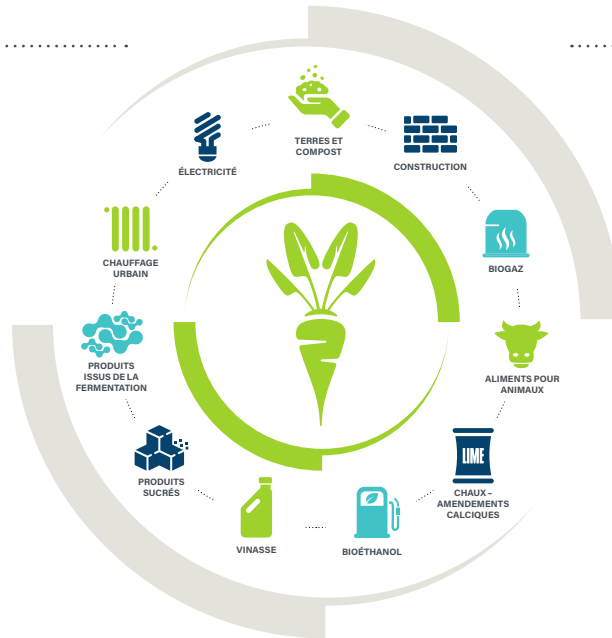 TERRES ET
COMPOST
CONSTRUCTION
BIOGAZ
ALIMENTS POUR
ANIMAUX
LIME
CHAUX –
AMENDEMENTS
CALCIQUES
BIOÉTHANOL
VINASSE
PRODUITS
SUCRÉS
PRODUITS
ISSUS DE LA
FERMENTATION
CHAUFFAGE
URBAIN
ÉLECTRICITÉ